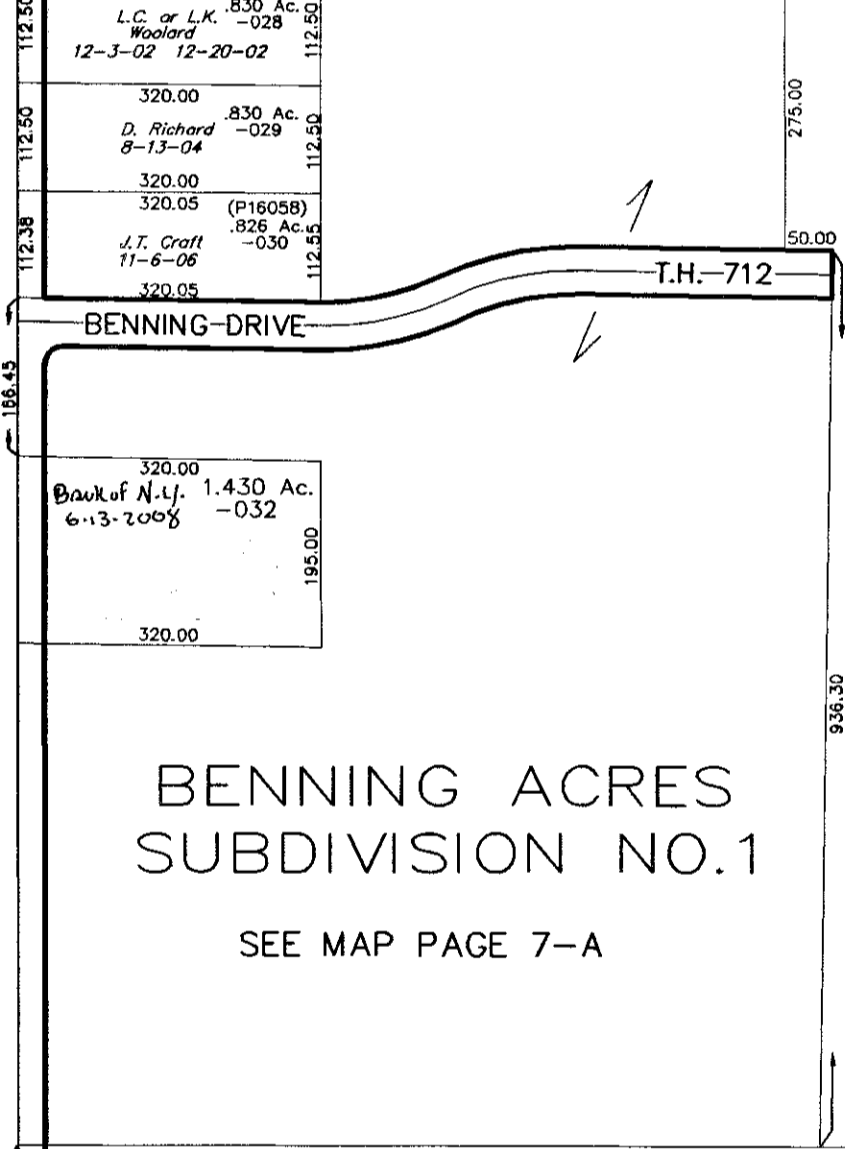 112.50
L.C. or L.K. .830 Ac.
Woolard -028
12-3-02 12-20-02
112.50
275.00
320.00
112.50
D. Richard .830 Ac.
8-13-04 -029
112.50
320.00
320.05 (P16058)
112.38
J.T. Craft .826 Ac.
11-6-06 -030
112.55
320.05
50.00
T.H.-712
BENNING DRIVE
166.45
320.00
Bank of N.Y. 1.430 Ac.
6-13-2008 -032
195.00
320.00
936.30
BENNING ACRES
SUBDIVISION NO.1
SEE MAP PAGE 7-A